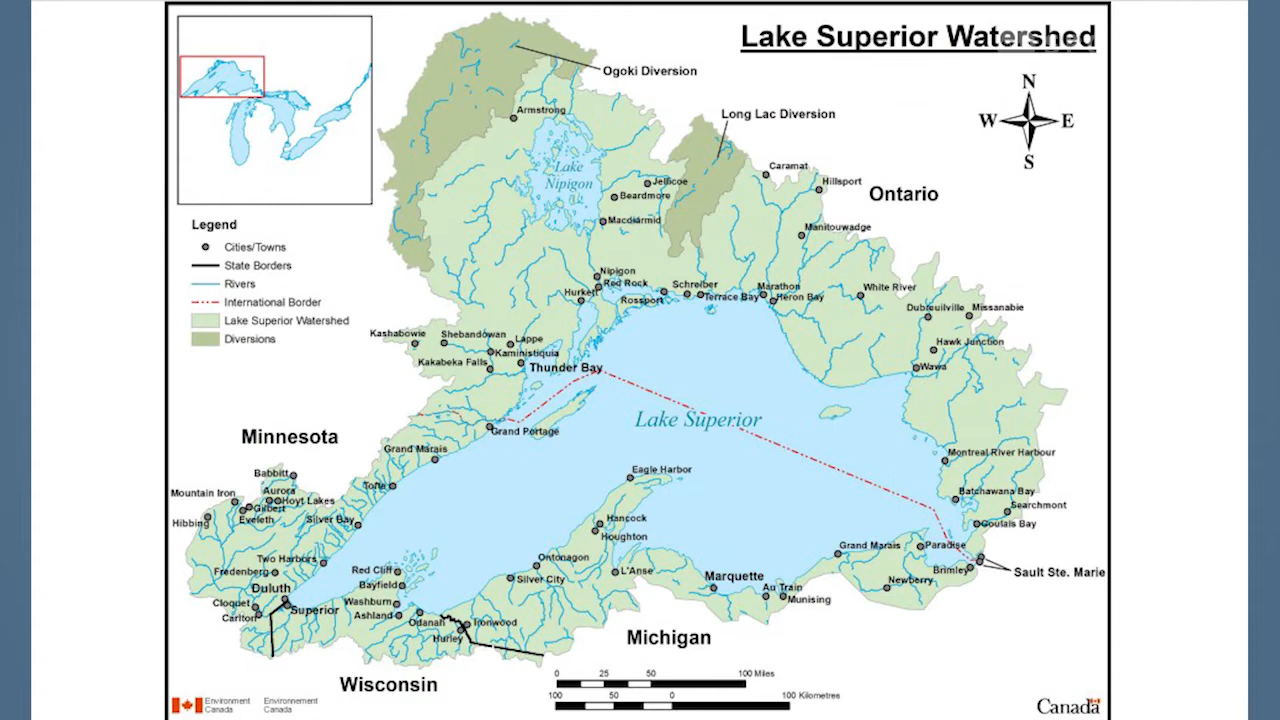 Lake Superior Watershed
Ogoki Diversion
Armstrong
Long Lac Diversion
N
W
E
S
Lake
Nipigon
Jellicoe
Beardmore
Macdiarmid
Caramat
Hillsport
Ontario
Manitouwadge
Legend
Cities/Towns
State Borders
Rivers
International Border
Lake Superior Watershed
Diversions
Nipigon
Red Rock
Hurkett
Rossport
Schreiber
Terrace Bay
Marathon
Heron Bay
White River
Dubreuilville
Missanabie
Hawk Junction
Wawa
Kashabowie
Shebandowan
Lappe
Kaministiquia
Kakabeka Falls
Thunder Bay
Lake Superior
Grand Portage
Minnesota
Grand Marais
Tofte
Babbitt
Aurora
Hoyt Lakes
Mountain Iron
Gilbert
Eveleth
Hibbing
Silver Bay
Eagle Harbor
Hancock
Houghton
Montreal River Harbour
Batchawana Bay
Searchmont
Goulais Bay
Two Harbors
Fredenberg
Duluth
Cloquet
Carlton
Superior
Red Cliff
Bayfield
Washburn
Ashland
Odanah
Ironwood
Hurley
Ontonagon
Silver City
L'Anse
Marquette
Au Train
Munising
Grand Marais
Paradise
Newberry
Brimley
Sault Ste. Marie
Michigan
Wisconsin
0 25 50 100 Miles
100 50 0 100 Kilometres
Environment
Canada
Environnement
Canada
Canada